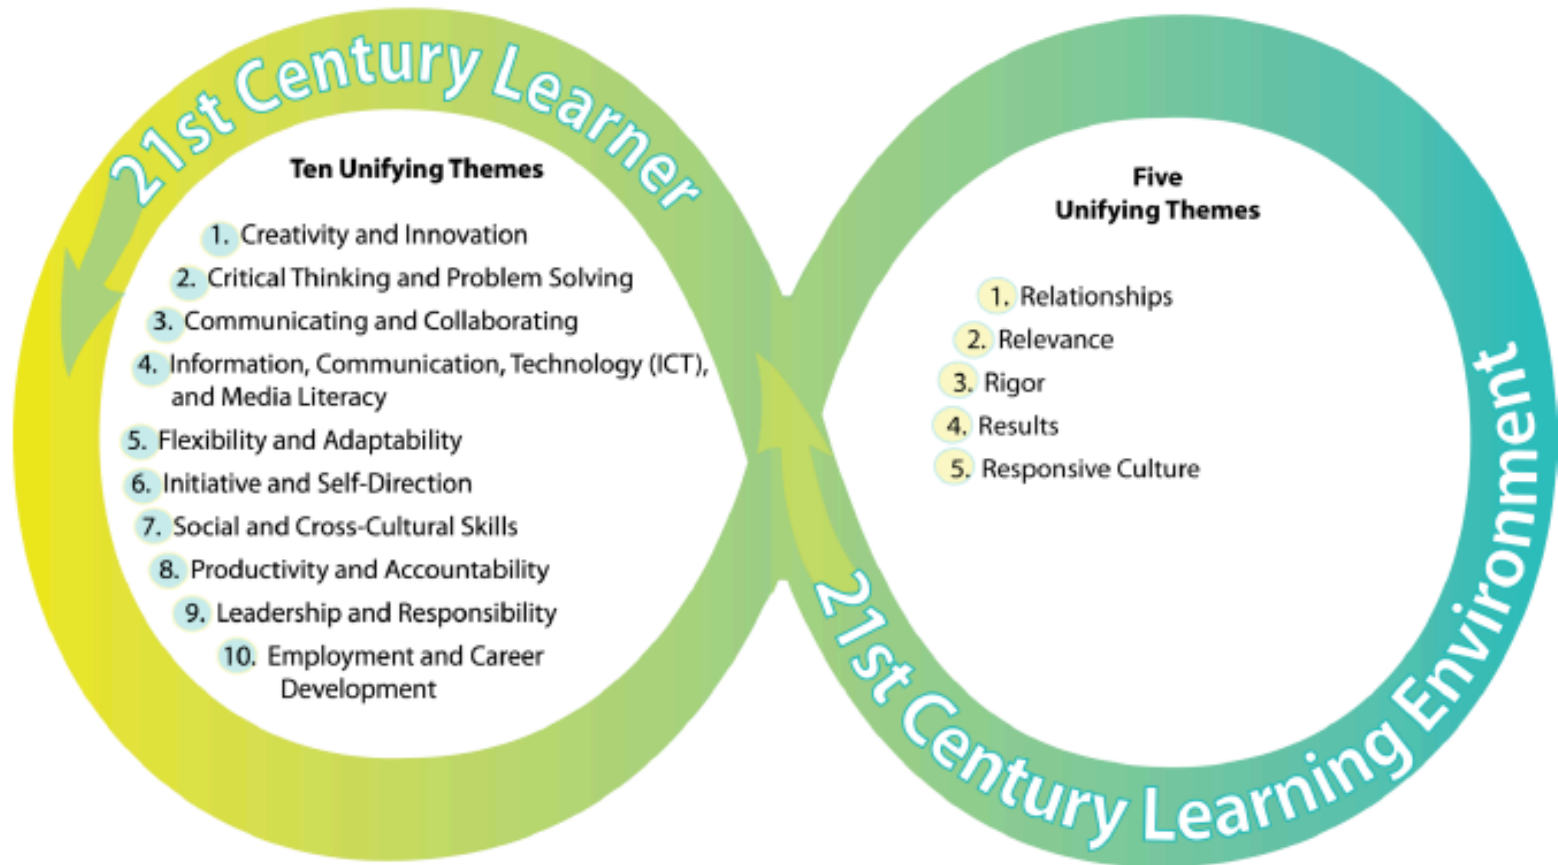 21st Century Learner
Ten Unifying Themes
1. Creativity and Innovation
2. Critical Thinking and Problem Solving
3. Communicating and Collaborating
4. Information, Communication, Technology (ICT),
and Media Literacy
5. Flexibility and Adaptability
6. Initiative and Self-Direction
7. Social and Cross-Cultural Skills
8. Productivity and Accountability
9. Leadership and Responsibility
10. Employment and Career
Development
Five
Unifying Themes
1. Relationships
2. Relevance
3. Rigor
4. Results
5. Responsive Culture
21st Century Learning Environment